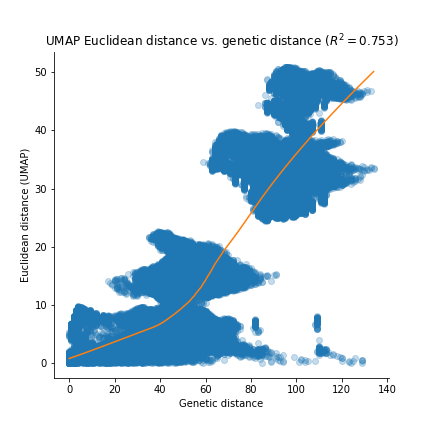 UMAP Euclidean distance vs. genetic distance (R² = 0.753)
50
40
30
20
10
0
Euclidean distance (UMAP)
0 20 40 60 80 100 120 140
Genetic distance